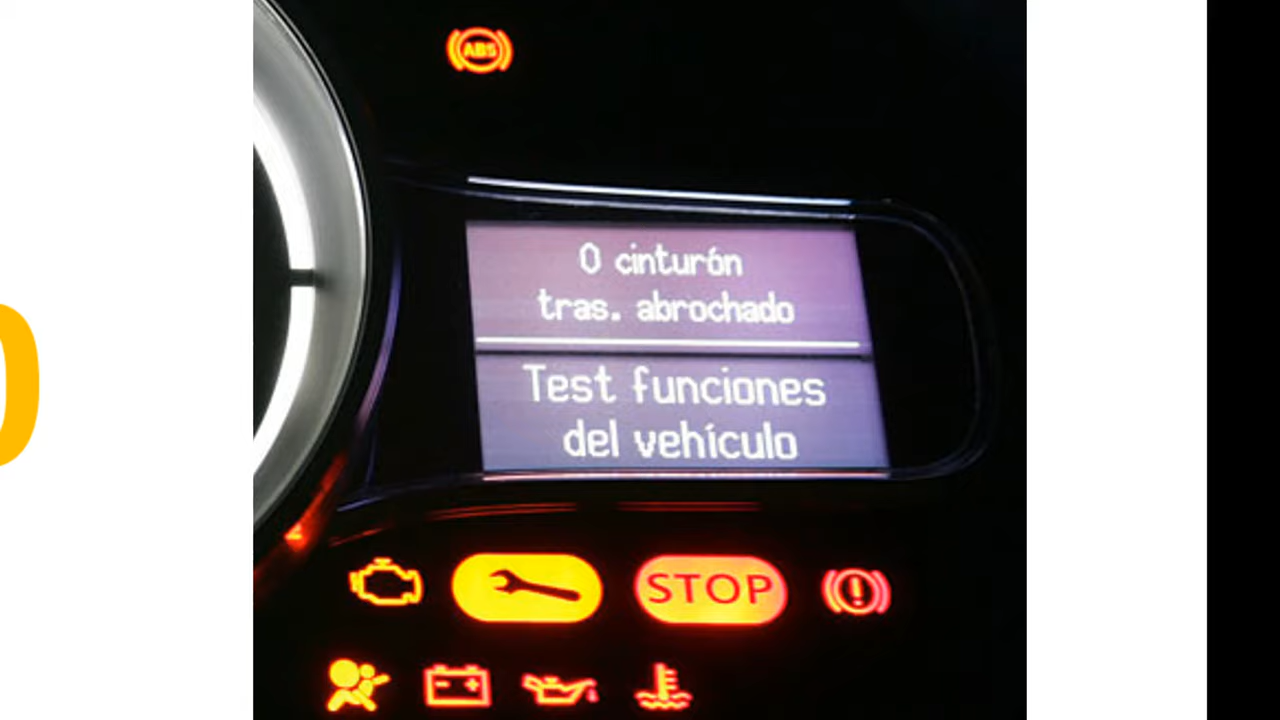 ABS
0 cinturón
tras. abrochado
Test funciones
del vehículo
STOP